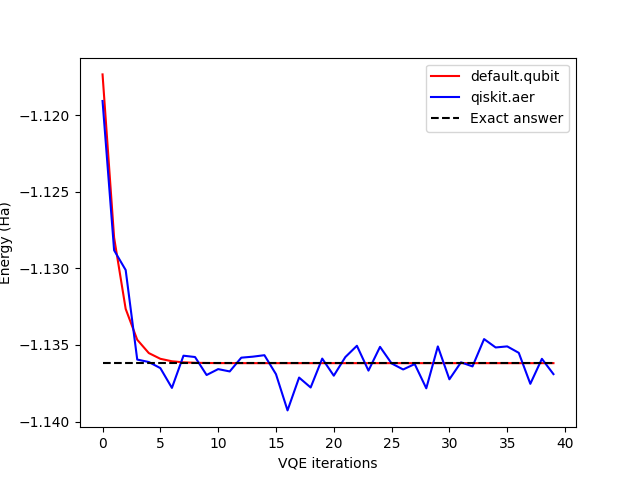 default.qubit
qiskit.aer
Exact answer
−1.120
−1.125
−1.130
−1.135
−1.140
Energy (Ha)
0 5 10 15 20 25 30 35 40
VQE iterations